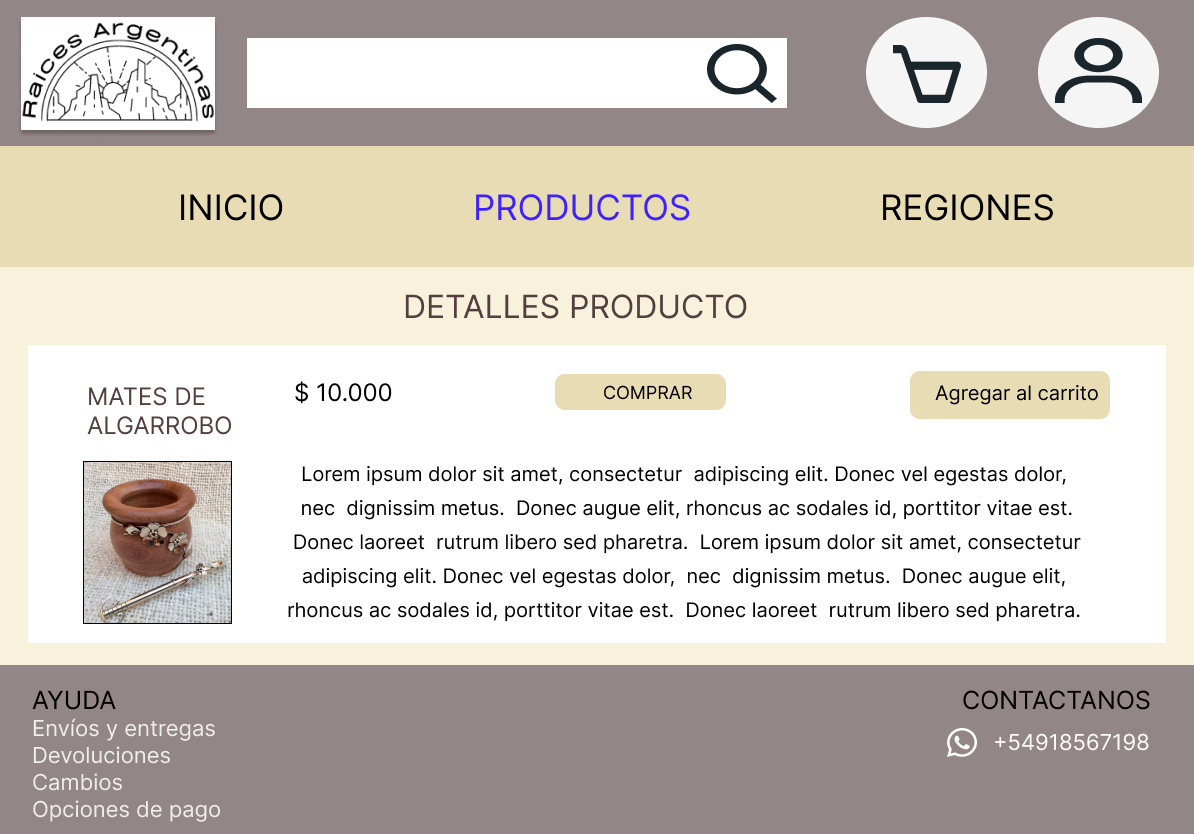 Raices Argentinas
INICIO
PRODUCTOS
REGIONES
DETALLES PRODUCTO
MATES DE
ALGARROBO
$ 10.000
COMPRAR
Agregar al carrito
Lorem ipsum dolor sit amet, consectetur  adipiscing elit. Donec vel egestas dolor,
nec  dignissim metus.  Donec augue elit, rhoncus ac sodales id, porttitor vitae est.
Donec laoreet  rutrum libero sed pharetra.  Lorem ipsum dolor sit amet, consectetur
adipiscing elit. Donec vel egestas dolor,  nec  dignissim metus.  Donec augue elit,
rhoncus ac sodales id, porttitor vitae est.  Donec laoreet  rutrum libero sed pharetra.
AYUDA
Envíos y entregas
Devoluciones
Cambios
Opciones de pago
CONTACTANOS
+54918567198